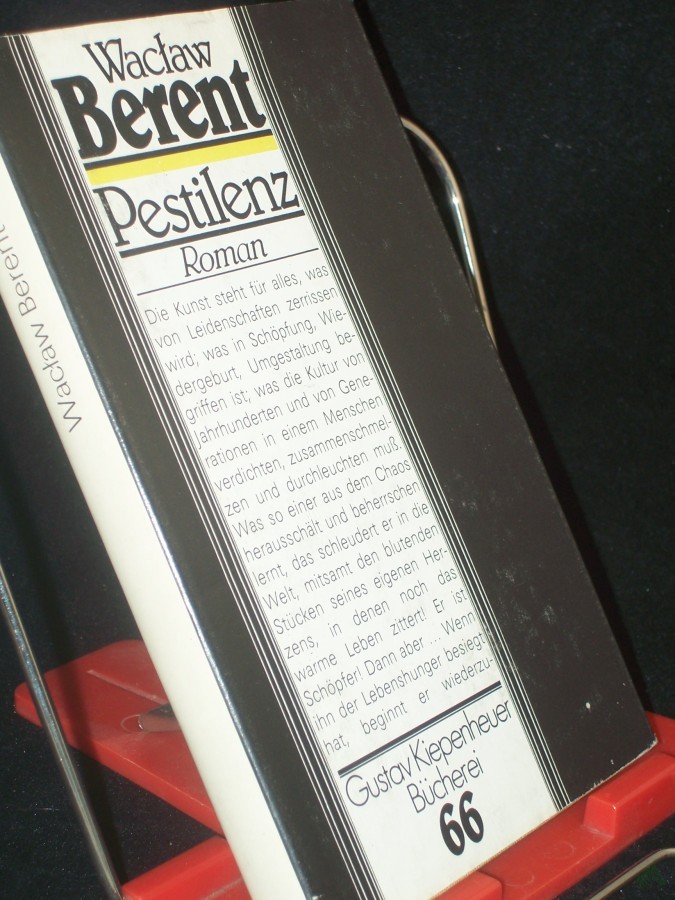 Wacław
Berent
Pestilenz
Roman
Die Kunst steht für alles, was
von Leidenschaften zerrissen
wird; was in Schöpfung, Wie-
dergeburt, Umgestaltung be-
griffen ist; was die Kultur von
Jahrhunderten und von Gene-
rationen in einem Menschen
verdichten, zusammenschmel-
zen und durchleuchten muß.
Was so einer aus dem Chaos
herausschält und beherrschen
lernt, das schleudert er in die
Welt, mitsamt den blutenden
Stücken seines eigenen Her-
zens, in denen noch das
warme Leben zittert! Er ist
Schöpfer! Dann aber ... Wenn
ihn der Lebenshunger besiegt
hat, beginnt er wiederzu-
Gustav Kiepenheuer
Bücherei
66
Wacław Berent